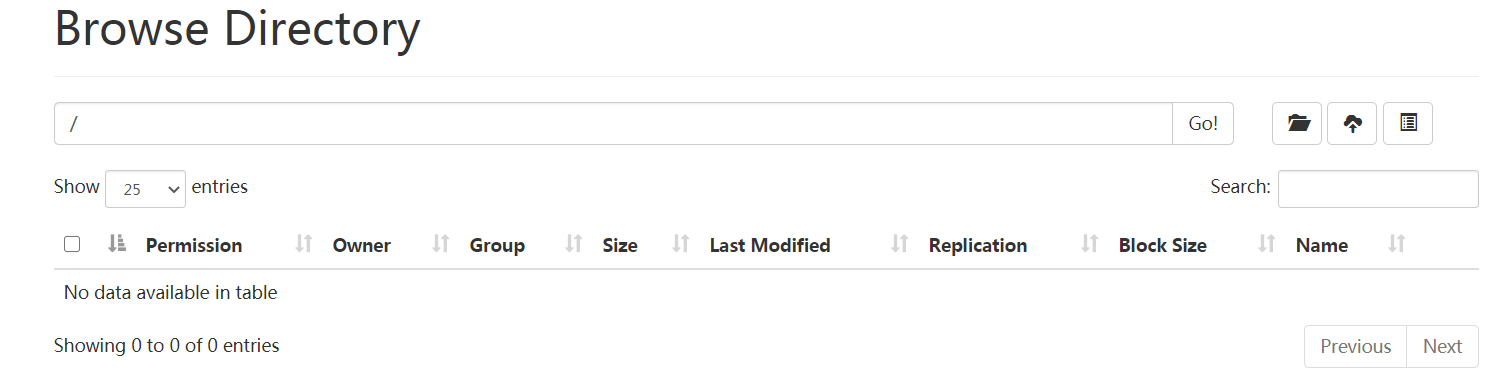 Browse Directory
/ Go!
Show 25 entries Search:
Permission Owner Group Size Last Modified Replication Block Size Name
No data available in table
Showing 0 to 0 of 0 entries Previous Next